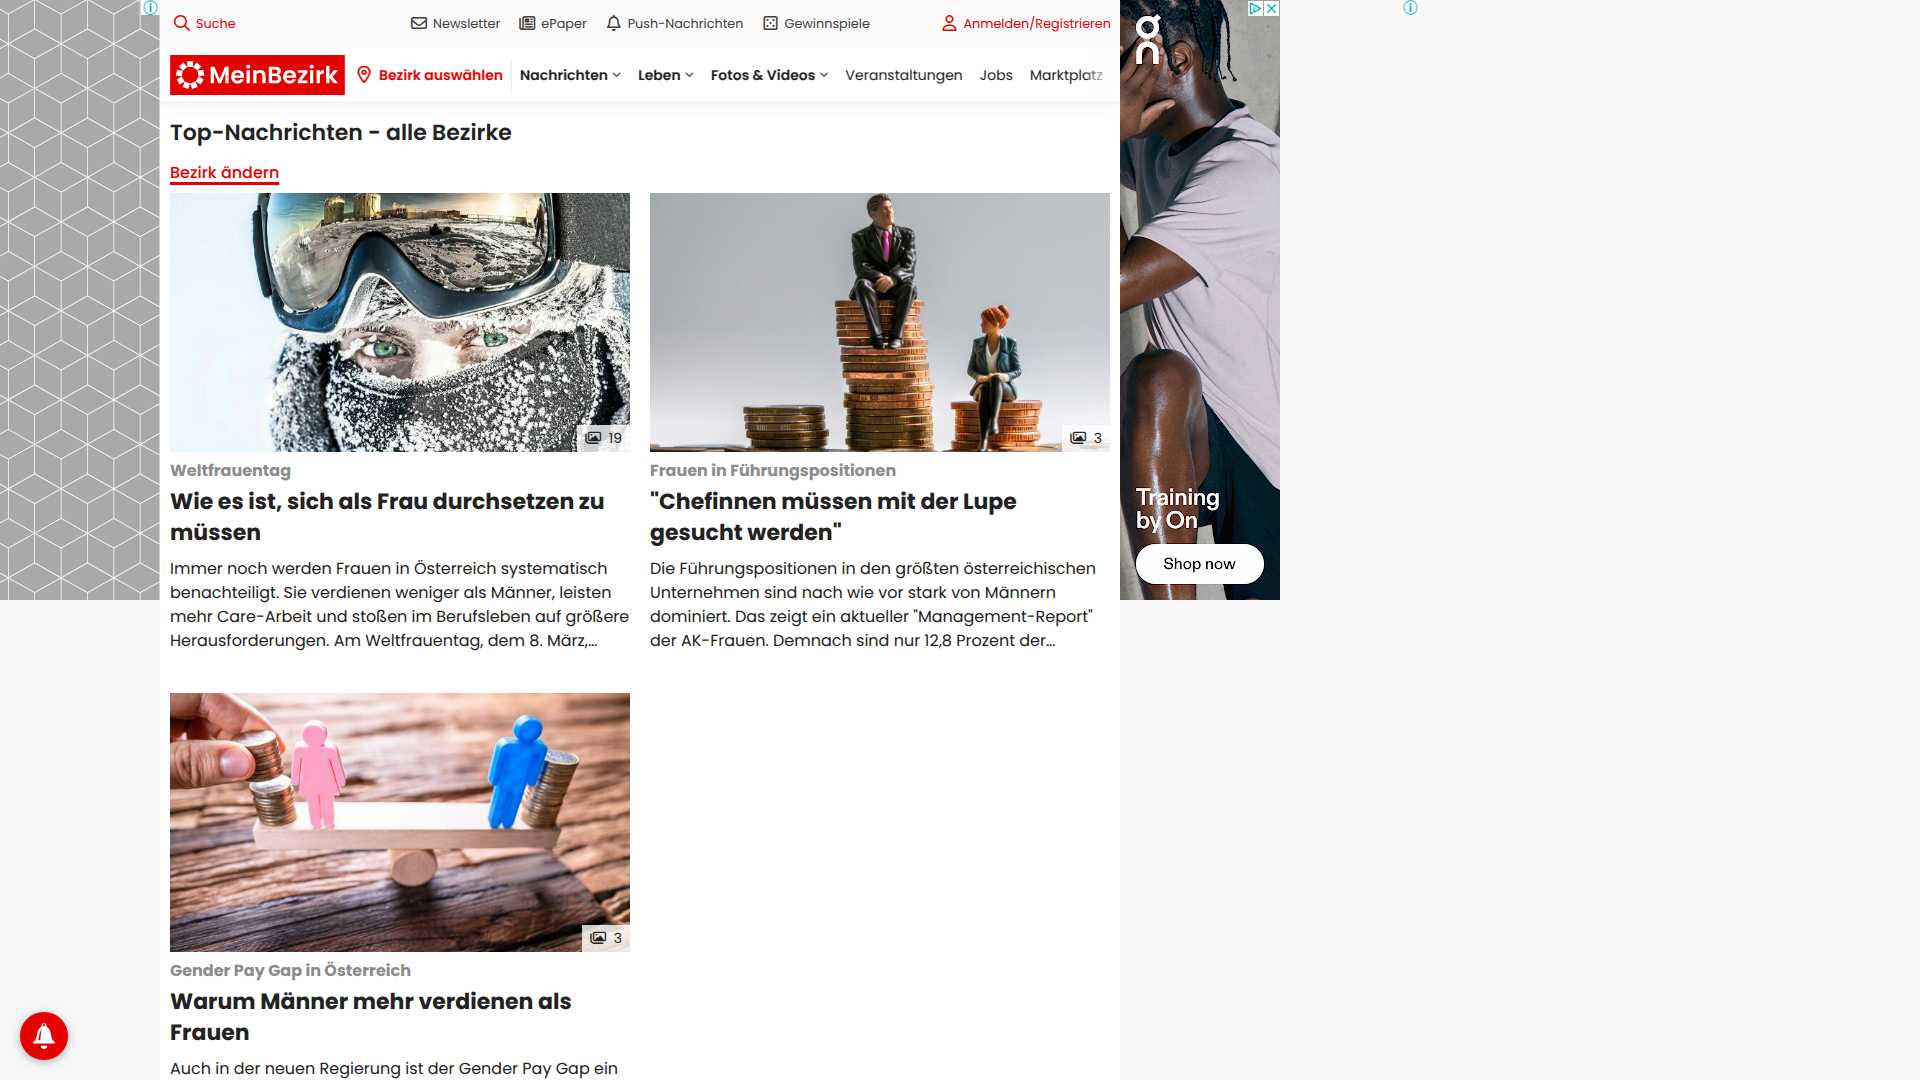 Suche
Newsletter
ePaper
Push-Nachrichten
Gewinnspiele
Anmelden/Registrieren
MeinBezirk
Bezirk auswählen
Nachrichten
Leben
Fotos & Videos
Veranstaltungen
Jobs
Marktplatz
Top-Nachrichten - alle Bezirke
Bezirk ändern
19
Weltfrauentag
Wie es ist, sich als Frau durchsetzen zu
müssen
Immer noch werden Frauen in Österreich systematisch
benachteiligt. Sie verdienen weniger als Männer, leisten
mehr Care-Arbeit und stoßen im Berufsleben auf größere
Herausforderungen. Am Weltfrauentag, dem 8. März,...
3
Frauen in Führungspositionen
"Chefinnen müssen mit der Lupe
gesucht werden"
Die Führungspositionen in den größten österreichischen
Unternehmen sind nach wie vor stark von Männern
dominiert. Das zeigt ein aktueller "Management-Report"
der AK-Frauen. Demnach sind nur 12,8 Prozent der...
3
Gender Pay Gap in Österreich
Warum Männer mehr verdienen als
Frauen
Auch in der neuen Regierung ist der Gender Pay Gap ein
On
Training
by On
Shop now